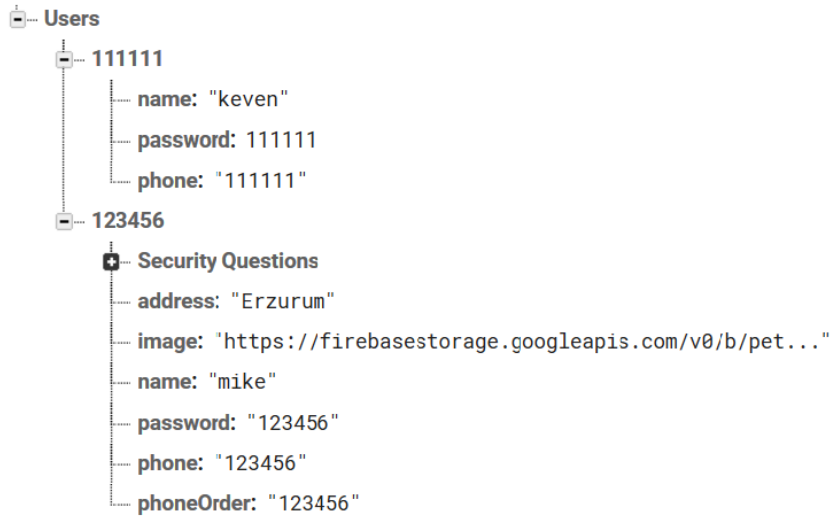 Users
111111
name: "keven"
password: 111111
phone: "111111"
123456
Security Questions
address: "Erzurum"
image: "https://firebasestorage.googleapis.com/v0/b/pet..."
name: "mike"
password: "123456"
phone: "123456"
phoneOrder: "123456"